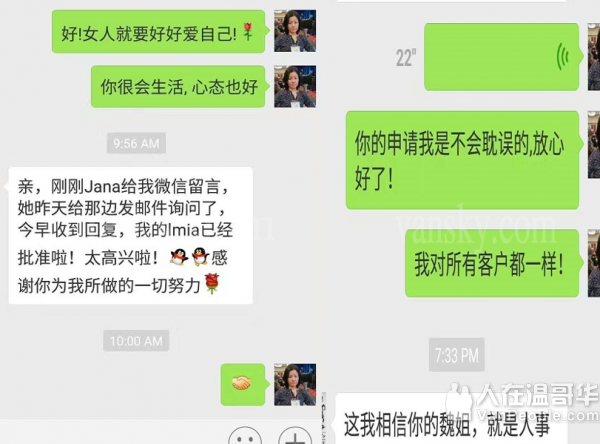 好!女人就要好好爱自己!🌹
你很会生活, 心态也好
9:56 AM
亲，刚刚Jana给我微信留言，
她昨天给那边发邮件询问了，
今早收到回复，我的lmia已经
批准啦！太高兴啦！🐧🐧感
谢你为我所做的一切努力🌹
10:00 AM
🤝
22"
你的申请我是不会耽误的,放心
好了!
我对所有客户都一样!
7:33 PM
这我相信你的魏姐，就是人事
vansky.com
人在温哥华
VanPeople.com